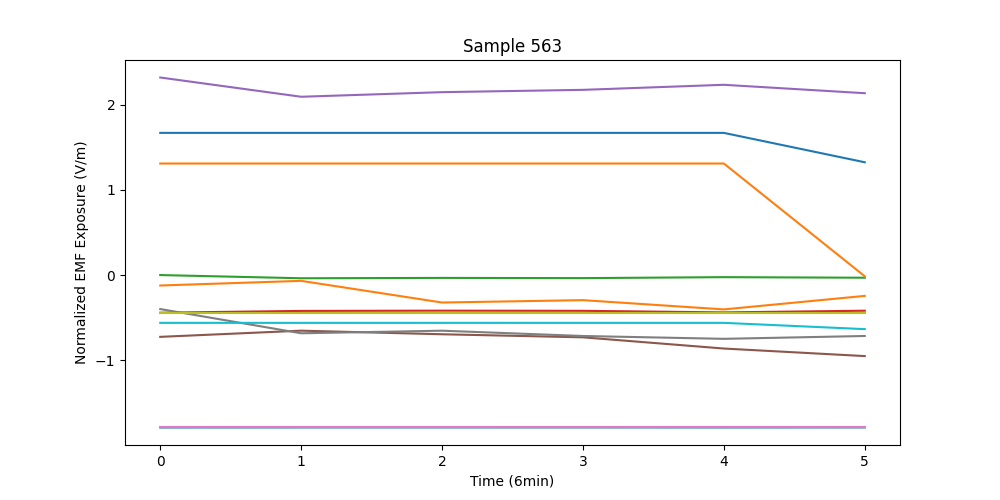 Sample 563
Normalized EMF Exposure (V/m)
2
1
0
−1
0 1 2 3 4 5
Time (6min)